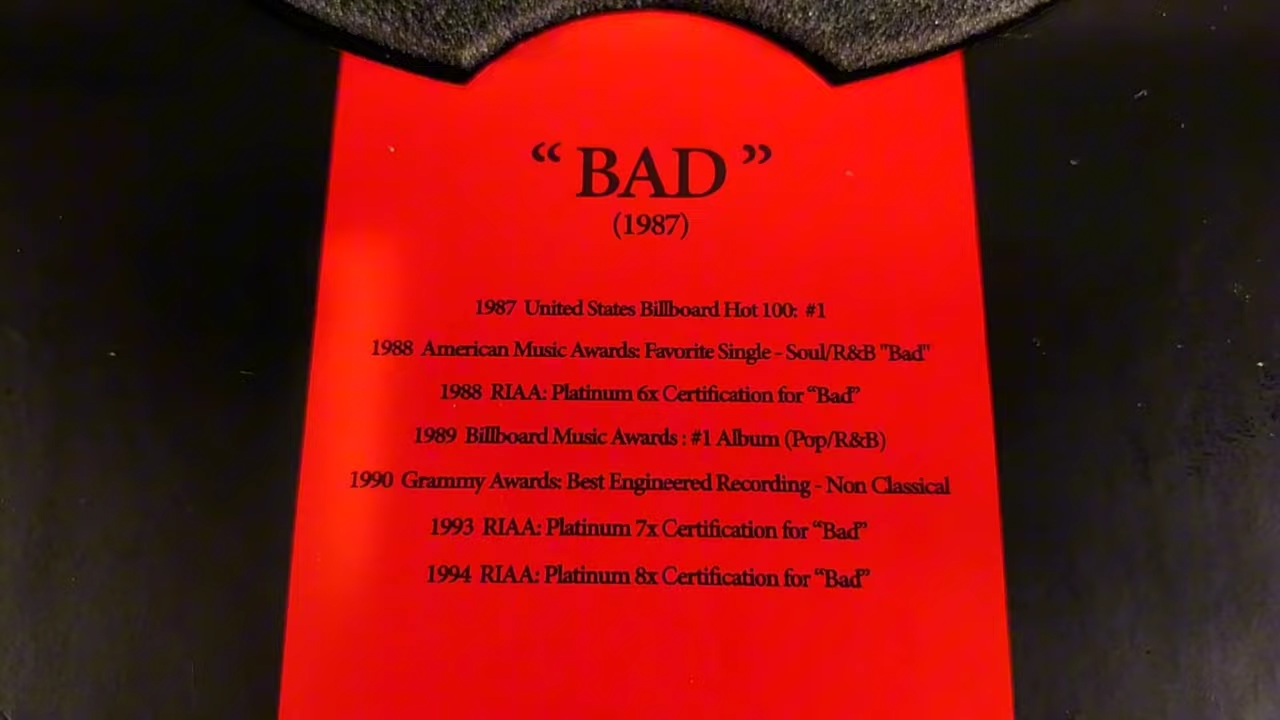 “ BAD ”
(1987)
1987 United States Billboard Hot 100: #1
1988 American Music Awards: Favorite Single - Soul/R&B "Bad"
1988 RIAA: Platinum 6x Certification for “Bad”
1989 Billboard Music Awards : #1 Album (Pop/R&B)
1990 Grammy Awards: Best Engineered Recording - Non Classical
1993 RIAA: Platinum 7x Certification for “Bad”
1994 RIAA: Platinum 8x Certification for “Bad”